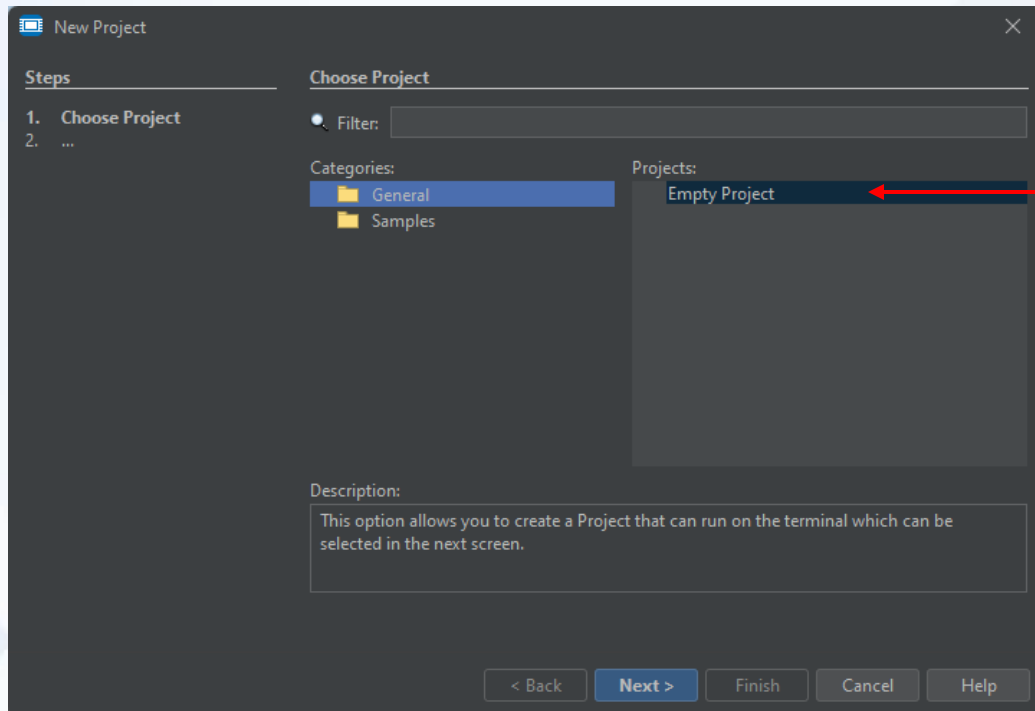 New Project
Steps
1. Choose Project
2. ...
Choose Project
Filter:
Categories:
General
Samples
Projects:
Empty Project
Description:
This option allows you to create a Project that can run on the terminal which can be
selected in the next screen.
< Back
Next >
Finish
Cancel
Help